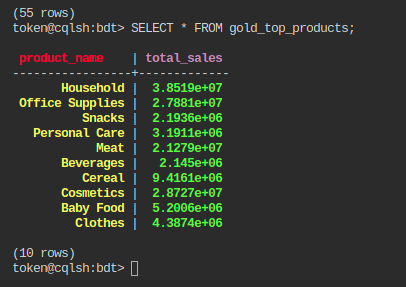 (55 rows)
token@cqlsh:bdt> SELECT * FROM gold_top_products;
product_name | total_sales
-----------------+-------------
Household | 3.8519e+07
Office Supplies | 2.7881e+07
Snacks | 2.1936e+06
Personal Care | 3.1911e+06
Meat | 2.1279e+07
Beverages | 2.145e+06
Cereal | 9.4161e+06
Cosmetics | 2.8727e+07
Baby Food | 5.2006e+06
Clothes | 4.3874e+06
(10 rows)
token@cqlsh:bdt>